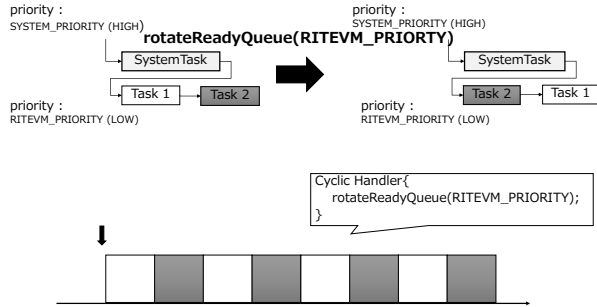 priority :
SYSTEM_PRIORITY (HIGH)
rotateReadyQueue(RITEVM_PRIORTY)
priority :
SYSTEM_PRIORITY (HIGH)
SystemTask
Task 1
Task 2
priority :
RITEVM_PRIORITY (LOW)
SystemTask
Task 2
Task 1
priority :
RITEVM_PRIORITY (LOW)
Cyclic Handler{
rotateReadyQueue(RITEVM_PRIORITY);
}